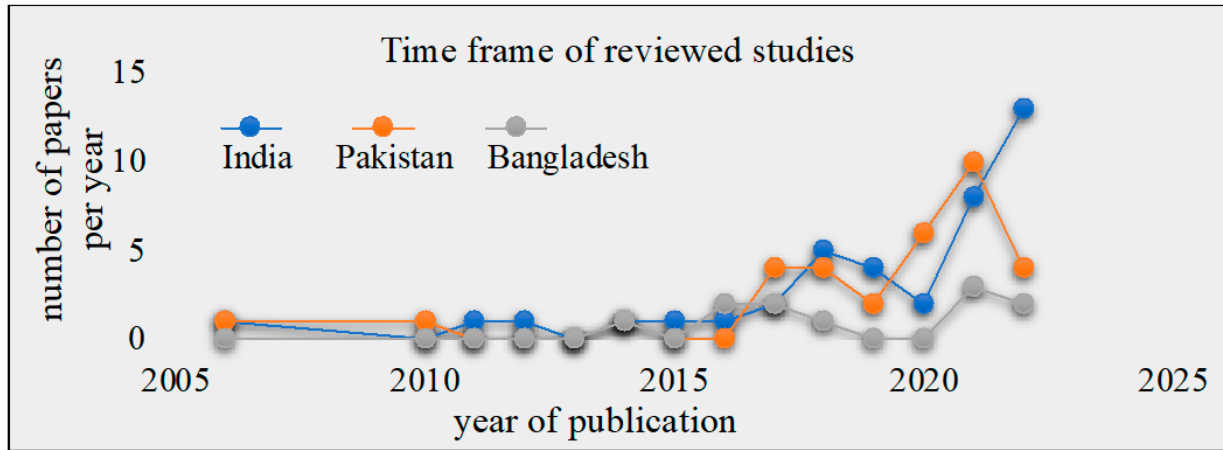 Time frame of reviewed studies
number of papers
per year
15
10
5
0
India Pakistan Bangladesh
2005 2010 2015 2020 2025
year of publication